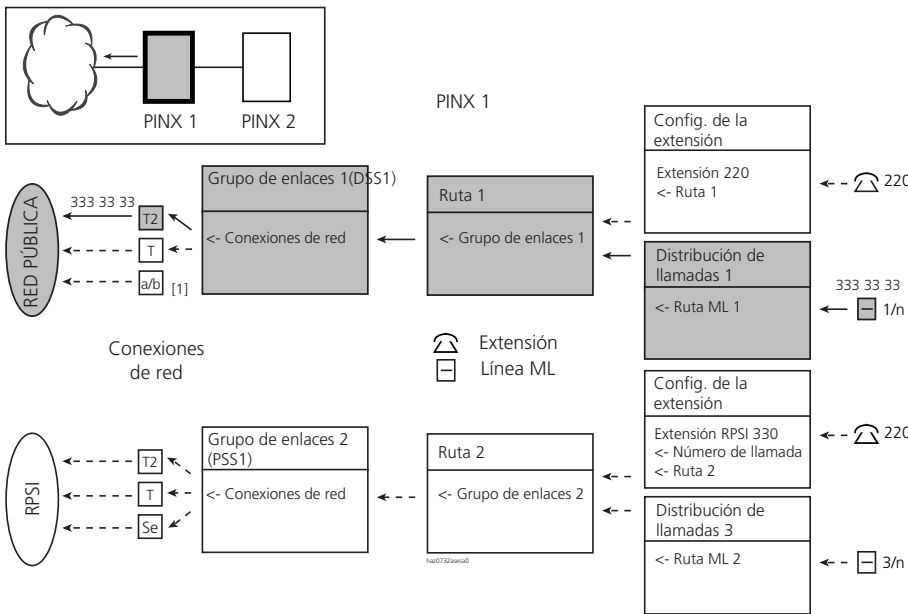 PINX 1
PINX 2
PINX 1
Config. de la
extensión
Extensión 220
<- Ruta 1
220
Grupo de enlaces 1(DSS1)
<- Conexiones de red
Ruta 1
<- Grupo de enlaces 1
RED PÚBLICA
333 33 33
T2
T
a/b
[1]
Distribución de
llamadas 1
<- Ruta ML 1
333 33 33
1/n
Conexiones
de red
Extensión
Línea ML
Config. de la
extensión
Extensión RPSI 330
<- Número de llamada
<- Ruta 2
220
Grupo de enlaces 2
(PSS1)
<- Conexiones de red
Ruta 2
<- Grupo de enlaces 2
RPSI
T2
T
Se
Distribución de
llamadas 3
<- Ruta ML 2
3/n
haz0732asesa0